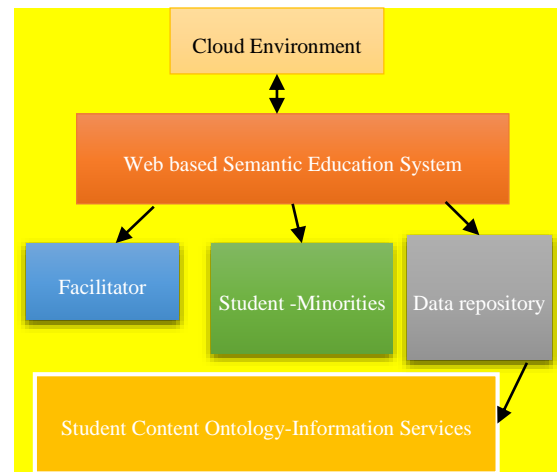 Cloud Environment
Web based Semantic Education System
Facilitator
Student -Minorities
Data repository
Student Content Ontology-Information Services